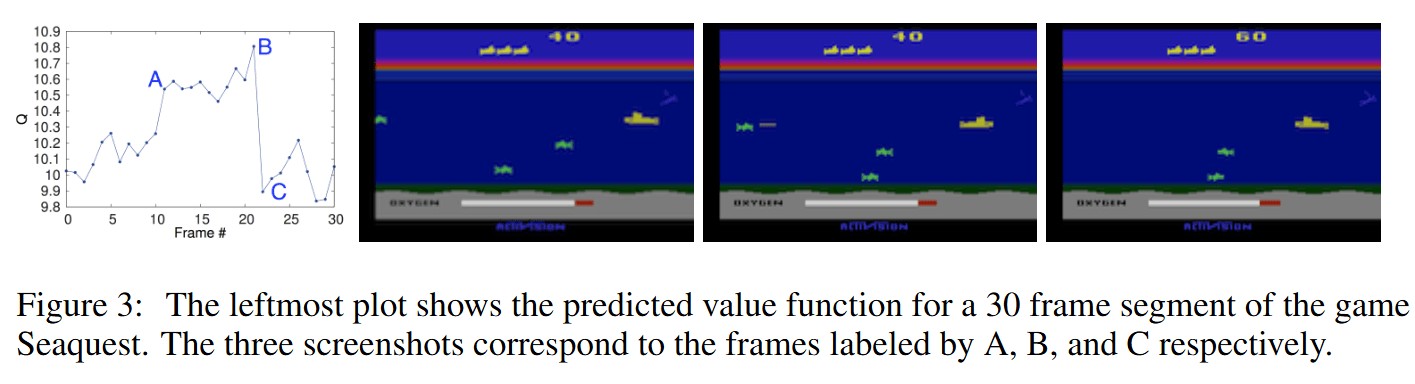 10.9
10.8
10.7
10.6
10.5
10.4
10.3
10.2
10.1
10
9.9
9.8
Q
A
B
C
0 5 10 15 20 25 30
Frame #
40
OXYGEN
ACTIVISION
40
OXYGEN
ACTIVISION
60
OXYGEN
ACTIVISION
Figure 3: The leftmost plot shows the predicted value function for a 30 frame segment of the game
Seaquest. The three screenshots correspond to the frames labeled by A, B, and C respectively.